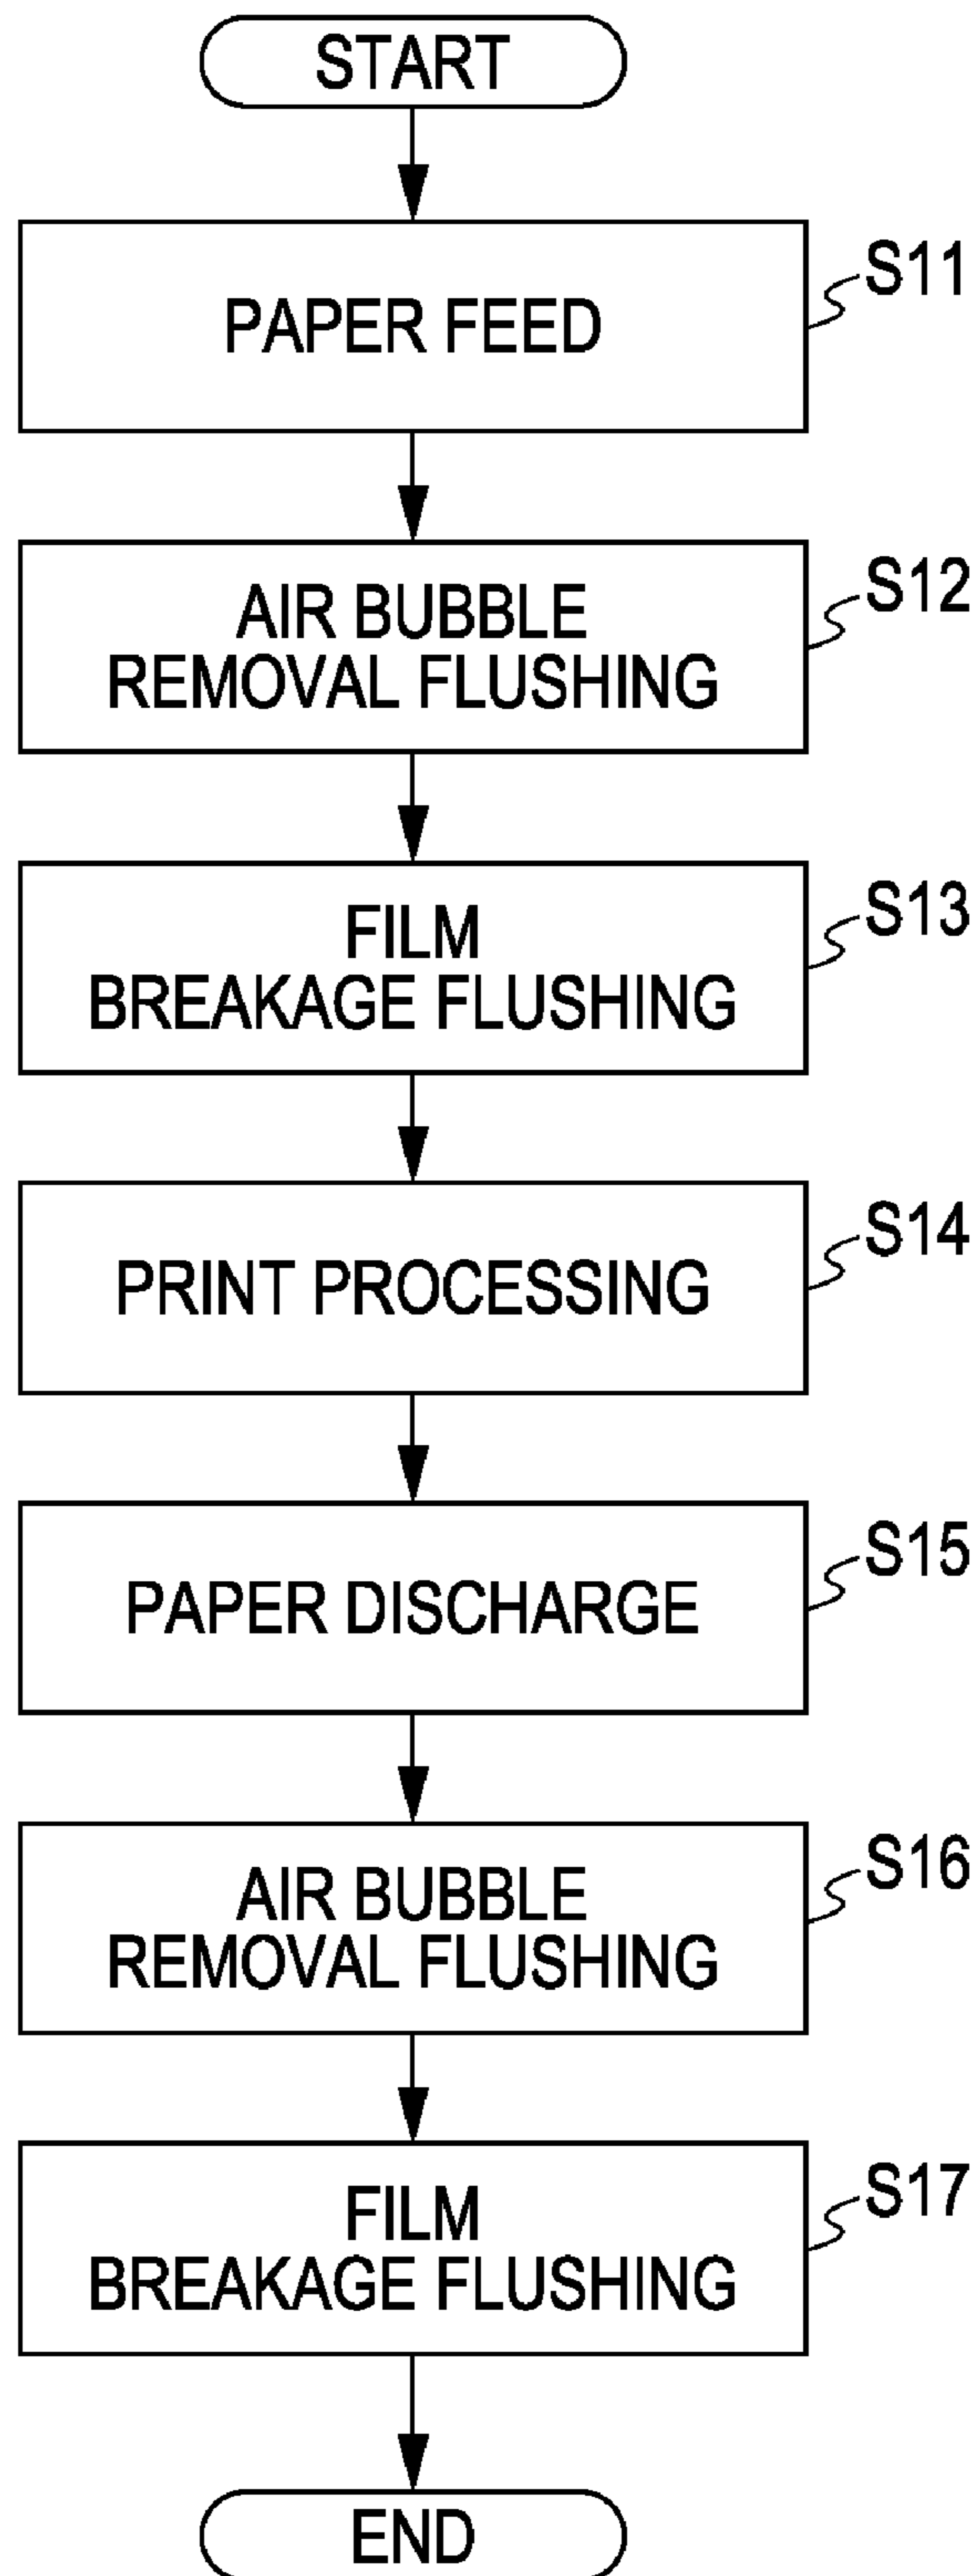 START
PAPER FEED
S11
AIR BUBBLE
REMOVAL FLUSHING
S12
FILM
BREAKAGE FLUSHING
S13
PRINT PROCESSING
S14
PAPER DISCHARGE
S15
AIR BUBBLE
REMOVAL FLUSHING
S16
FILM
BREAKAGE FLUSHING
S17
END